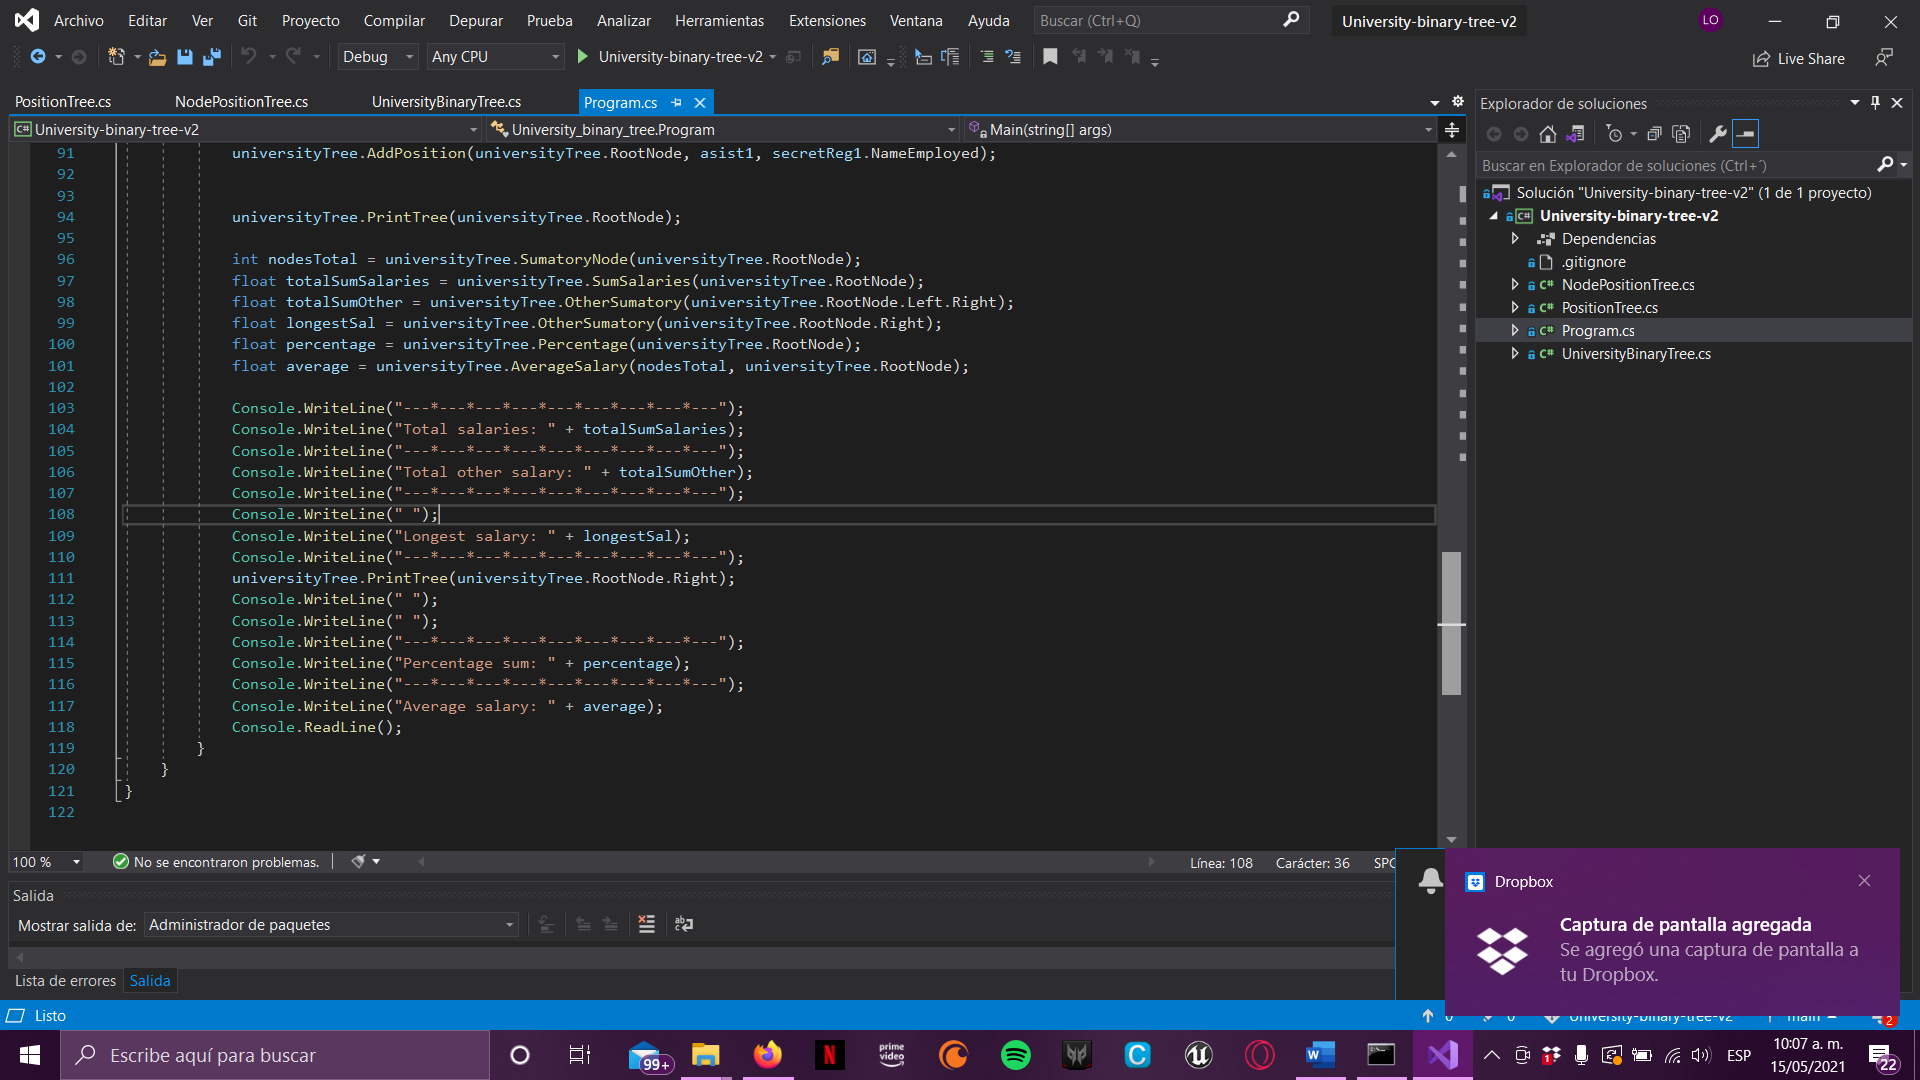 Archivo Editar Ver Git Proyecto Compilar Depurar Prueba Analizar Herramientas Extensiones Ventana Ayuda Buscar (Ctrl+Q) University-binary-tree-v2 LO
Debug Any CPU University-binary-tree-v2 Live Share
PositionTree.cs NodePositionTree.cs UniversityBinaryTree.cs Program.cs
University-binary-tree-v2 University_binary_tree.Program Main(string[] args)
91 universityTree.AddPosition(universityTree.RootNode, asist1, secretReg1.NameEmployed);
92
93
94 universityTree.PrintTree(universityTree.RootNode);
95
96 int nodesTotal = universityTree.SumatoryNode(universityTree.RootNode);
97 float totalSumSalaries = universityTree.SumSalaries(universityTree.RootNode);
98 float totalSumOther = universityTree.OtherSumatory(universityTree.RootNode.Left.Right);
99 float longestSal = universityTree.OtherSumatory(universityTree.RootNode.Right);
100 float percentage = universityTree.Percentage(universityTree.RootNode);
101 float average = universityTree.AverageSalary(nodesTotal, universityTree.RootNode);
102
103 Console.WriteLine("---*---*---*---*---*---*---*---*---");
104 Console.WriteLine("Total salaries: " + totalSumSalaries);
105 Console.WriteLine("---*---*---*---*---*---*---*---*---");
106 Console.WriteLine("Total other salary: " + totalSumOther);
107 Console.WriteLine("---*---*---*---*---*---*---*---*---");
108 Console.WriteLine(" ");
109 Console.WriteLine("Longest salary: " + longestSal);
110 Console.WriteLine("---*---*---*---*---*---*---*---*---");
111 universityTree.PrintTree(universityTree.RootNode.Right);
112 Console.WriteLine(" ");
113 Console.WriteLine(" ");
114 Console.WriteLine("---*---*---*---*---*---*---*---*---");
115 Console.WriteLine("Percentage sum: " + percentage);
116 Console.WriteLine("---*---*---*---*---*---*---*---*---");
117 Console.WriteLine("Average salary: " + average);
118 Console.ReadLine();
119 }
120 }
121 }
122
100 % No se encontraron problemas. Línea: 108 Carácter: 36 SPC
Explorador de soluciones
Buscar en Explorador de soluciones (Ctrl+´)
Solución "University-binary-tree-v2" (1 de 1 proyecto)
University-binary-tree-v2
Dependencias
.gitignore
NodePositionTree.cs
PositionTree.cs
Program.cs
UniversityBinaryTree.cs
Salida
Mostrar salida de: Administrador de paquetes
Lista de errores Salida
Dropbox
Captura de pantalla agregada
Se agregó una captura de pantalla a
tu Dropbox.
Listo 0 0 University-binary-tree-v2 main 2
Escribe aquí para buscar 99+ N prime video C W 1 ESP 10:07 a. m.
15/05/2021 22